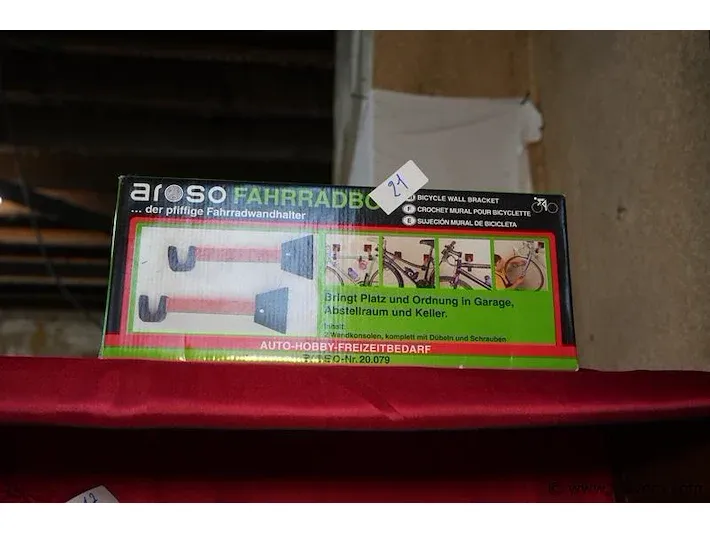 aroso FAHRRADBO
21
... der pfiffige Fahrradwandhalter
BICYCLE WALL BRACKET
F CROCHET MURAL POUR BICYCLETTE
E SUJECIÓN MURAL DE BICICLETA
Bringt Platz und Ordnung in Garage,
Abstellraum und Keller.
Inhalt:
2 Wandkonsolen, komplett mit Dübeln und Schrauben
AUTO-HOBBY-FREIZEITBEDARF
-Nr. 20.079